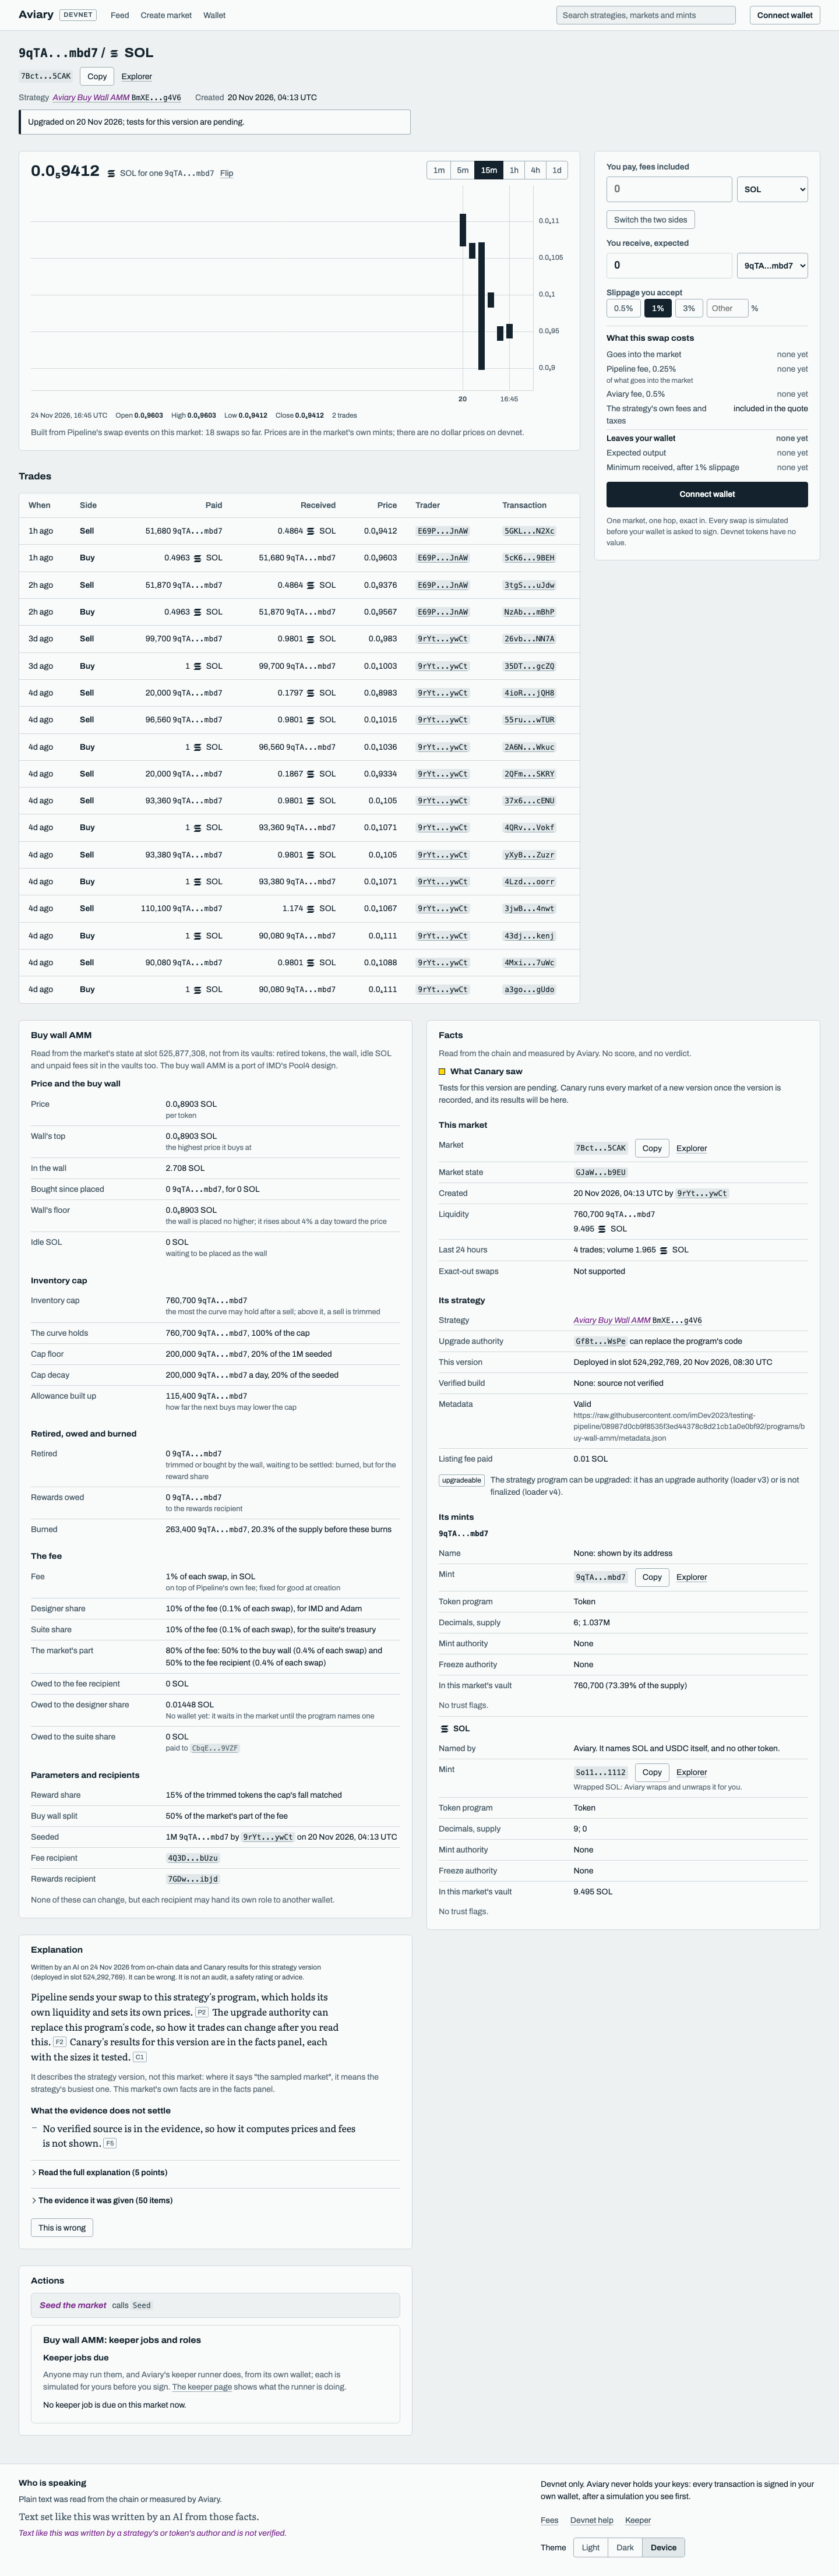 Aviary DEVNET Feed Create market Wallet Search strategies, markets and mints Connect wallet
9qTA...mbd7 / SOL
7Bct...5CAK Copy Explorer
Strategy Aviary Buy Wall AMM BmXE...g4V6 Created 20 Nov 2026, 04:13 UTC
Upgraded on 20 Nov 2026; tests for this version are pending.
0.0₅9412 SOL for one 9qTA...mbd7 Flip
1m 5m 15m 1h 4h 1d
0.0₄11
0.0₄105
0.0₄1
0.0₅95
0.0₅9
20 16:45
24 Nov 2026, 16:45 UTC Open 0.0₅9603 High 0.0₅9603 Low 0.0₅9412 Close 0.0₅9412 2 trades
Built from Pipeline's swap events on this market: 18 swaps so far. Prices are in the market's own mints; there are no dollar prices on devnet.
You pay, fees included
0 SOL
Switch the two sides
You receive, expected
0 9qTA...mbd7
Slippage you accept
0.5% 1% 3% Other %
What this swap costs
Goes into the market none yet
Pipeline fee, 0.25% none yet
of what goes into the market
Aviary fee, 0.5% none yet
The strategy's own fees and taxes included in the quote
Leaves your wallet none yet
Expected output none yet
Minimum received, after 1% slippage none yet
Connect wallet
One market, one hop, exact in. Every swap is simulated
before your wallet is asked to sign. Devnet tokens have no
value.
Trades
When Side Paid Received Price Trader Transaction
1h ago Sell 51,680 9qTA...mbd7 0.4864 SOL 0.0₅9412 E69P...JnAW 5GKL...N2Xc
1h ago Buy 0.4963 SOL 51,680 9qTA...mbd7 0.0₅9603 E69P...JnAW 5cK6...9BEH
2h ago Sell 51,870 9qTA...mbd7 0.4864 SOL 0.0₅9376 E69P...JnAW 3tgS...uJdw
2h ago Buy 0.4963 SOL 51,870 9qTA...mbd7 0.0₅9567 E69P...JnAW NzAb...mBhP
3d ago Sell 99,700 9qTA...mbd7 0.9801 SOL 0.0₅983 9rYt...ywCt 26vb...NN7A
3d ago Buy 1 SOL 99,700 9qTA...mbd7 0.0₄1003 9rYt...ywCt 35DT...gcZQ
4d ago Sell 20,000 9qTA...mbd7 0.1797 SOL 0.0₅8983 9rYt...ywCt 4ioR...jQH8
4d ago Sell 96,560 9qTA...mbd7 0.9801 SOL 0.0₄1015 9rYt...ywCt 55ru...wTUR
4d ago Buy 1 SOL 96,560 9qTA...mbd7 0.0₄1036 9rYt...ywCt 2A6N...Wkuc
4d ago Sell 20,000 9qTA...mbd7 0.1867 SOL 0.0₅9334 9rYt...ywCt 2QFm...SKRY
4d ago Sell 93,360 9qTA...mbd7 0.9801 SOL 0.0₄105 9rYt...ywCt 37x6...cENU
4d ago Buy 1 SOL 93,360 9qTA...mbd7 0.0₄1071 9rYt...ywCt 4QRv...Vokf
4d ago Sell 93,380 9qTA...mbd7 0.9801 SOL 0.0₄105 9rYt...ywCt yXyB...Zuzr
4d ago Buy 1 SOL 93,380 9qTA...mbd7 0.0₄1071 9rYt...ywCt 4Lzd...oorr
4d ago Sell 110,100 9qTA...mbd7 1.174 SOL 0.0₄1067 9rYt...ywCt 3jwB...4nwt
4d ago Buy 1 SOL 90,080 9qTA...mbd7 0.0₄111 9rYt...ywCt 43dj...kenj
4d ago Sell 90,080 9qTA...mbd7 0.9801 SOL 0.0₄1088 9rYt...ywCt 4Mxi...7uWc
4d ago Buy 1 SOL 90,080 9qTA...mbd7 0.0₄111 9rYt...ywCt a3go...gUdo
Buy wall AMM
Read from the market's state at slot 525,877,308, not from its vaults: retired tokens, the wall, idle SOL
and unpaid fees sit in the vaults too. The buy wall AMM is a port of IMD's Pool4 design.
Price and the buy wall
Price 0.0₅8903 SOL
per token
Wall's top 0.0₅8903 SOL
the highest price it buys at
In the wall 2.708 SOL
Bought since placed 0 9qTA...mbd7, for 0 SOL
Wall's floor 0.0₅8903 SOL
the wall is placed no higher; it rises about 4% a day toward the price
Idle SOL 0 SOL
waiting to be placed as the wall
Inventory cap
Inventory cap 760,700 9qTA...mbd7
the most the curve may hold after a sell; above it, a sell is trimmed
The curve holds 760,700 9qTA...mbd7, 100% of the cap
Cap floor 200,000 9qTA...mbd7, 20% of the 1M seeded
Cap decay 200,000 9qTA...mbd7 a day, 20% of the seeded
Allowance built up 115,400 9qTA...mbd7
how far the next buys may lower the cap
Retired, owed and burned
Retired 0 9qTA...mbd7
trimmed or bought by the wall, waiting to be settled: burned, but for the
reward share
Rewards owed 0 9qTA...mbd7
to the rewards recipient
Burned 263,400 9qTA...mbd7, 20.3% of the supply before these burns
The fee
Fee 1% of each swap, in SOL
on top of Pipeline's own fee; fixed for good at creation
Designer share 10% of the fee (0.1% of each swap), for IMD and Adam
Suite share 10% of the fee (0.1% of each swap), for the suite's treasury
The market's part 80% of the fee: 50% to the buy wall (0.4% of each swap) and
50% to the fee recipient (0.4% of each swap)
Owed to the fee recipient 0 SOL
Owed to the designer share 0.01448 SOL
No wallet yet: it waits in the market until the program names one
Owed to the suite share 0 SOL
paid to CbqE...9VZF
Parameters and recipients
Reward share 15% of the trimmed tokens the cap's fall matched
Buy wall split 50% of the market's part of the fee
Seeded 1M 9qTA...mbd7 by 9rYt...ywCt on 20 Nov 2026, 04:13 UTC
Fee recipient 4Q3D...bUzu
Rewards recipient 7GDw...ibjd
None of these can change, but each recipient may hand its own role to another wallet.
Facts
Read from the chain and measured by Aviary. No score, and no verdict.
What Canary saw
Tests for this version are pending. Canary runs every market of a new version once the version is
recorded, and its results will be here.
This market
Market 7Bct...5CAK Copy Explorer
Market state GJaW...b9EU
Created 20 Nov 2026, 04:13 UTC by 9rYt...ywCt
Liquidity 760,700 9qTA...mbd7
9.495 SOL
Last 24 hours 4 trades; volume 1.965 SOL
Exact-out swaps Not supported
Its strategy
Strategy Aviary Buy Wall AMM BmXE...g4V6
Upgrade authority Gf8t...WsPe can replace the program's code
This version Deployed in slot 524,292,769, 20 Nov 2026, 08:30 UTC
Verified build None: source not verified
Metadata Valid
https://raw.githubusercontent.com/imDev2023/testing-
pipeline/08987d0cb9f8535f3ed44378c8d21cb1a0e0bf92/programs/b
uy-wall-amm/metadata.json
Listing fee paid 0.01 SOL
upgradeable The strategy program can be upgraded: it has an upgrade authority (loader v3) or is not
finalized (loader v4).
Its mints
9qTA...mbd7
Name None: shown by its address
Mint 9qTA...mbd7 Copy Explorer
Token program Token
Decimals, supply 6; 1.037M
Mint authority None
Freeze authority None
In this market's vault 760,700 (73.39% of the supply)
No trust flags.
SOL
Named by Aviary. It names SOL and USDC itself, and no other token.
Mint So11...1112 Copy Explorer
Wrapped SOL: Aviary wraps and unwraps it for you.
Token program Token
Decimals, supply 9; 0
Mint authority None
Freeze authority None
In this market's vault 9.495 SOL
No trust flags.
Explanation
Written by an AI on 24 Nov 2026 from on-chain data and Canary results for this strategy version
(deployed in slot 524,292,769). It can be wrong. It is not an audit, a safety rating or advice.
Pipeline sends your swap to this strategy's program, which holds its
own liquidity and sets its own prices. P2 The upgrade authority can
replace this program's code, so how it trades can change after you read
this. F2 Canary's results for this version are in the facts panel, each
with the sizes it tested. C1
It describes the strategy version, not this market: where it says "the sampled market", it means the
strategy's busiest one. This market's own facts are in the facts panel.
What the evidence does not settle
– No verified source is in the evidence, so how it computes prices and fees
is not shown. F5
Read the full explanation (5 points)
The evidence it was given (50 items)
This is wrong
Actions
Seed the market calls Seed
Buy wall AMM: keeper jobs and roles
Keeper jobs due
Anyone may run them, and Aviary's keeper runner does, from its own wallet; each is
simulated for yours before you sign. The keeper page shows what the runner is doing.
No keeper job is due on this market now.
Who is speaking
Plain text was read from the chain or measured by Aviary.
Text set like this was written by an AI from those facts.
Text like this was written by a strategy's or token's author and is not verified.
Devnet only. Aviary never holds your keys: every transaction is signed in your
own wallet, after a simulation you see first.
Fees Devnet help Keeper
Theme Light Dark Device